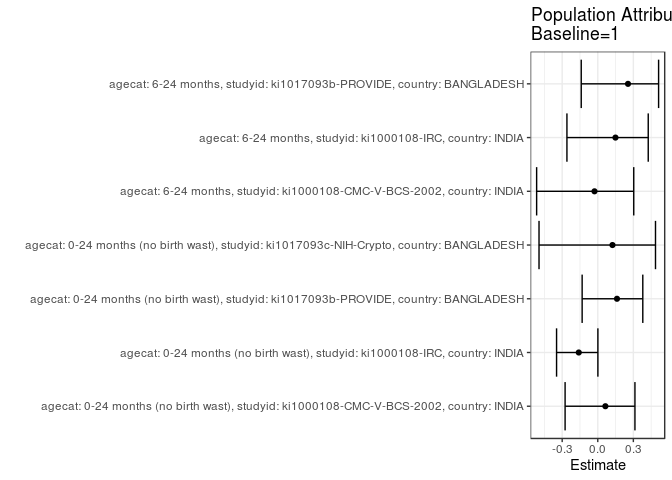 Population Attribu
Baseline=1
agecat: 6-24 months, studyid: ki1017093b-PROVIDE, country: BANGLADESH
agecat: 6-24 months, studyid: ki1000108-IRC, country: INDIA
agecat: 6-24 months, studyid: ki1000108-CMC-V-BCS-2002, country: INDIA
agecat: 0-24 months (no birth wast), studyid: ki1017093c-NIH-Crypto, country: BANGLADESH
agecat: 0-24 months (no birth wast), studyid: ki1017093b-PROVIDE, country: BANGLADESH
agecat: 0-24 months (no birth wast), studyid: ki1000108-IRC, country: INDIA
agecat: 0-24 months (no birth wast), studyid: ki1000108-CMC-V-BCS-2002, country: INDIA
-0.3 0.0 0.3
Estimate